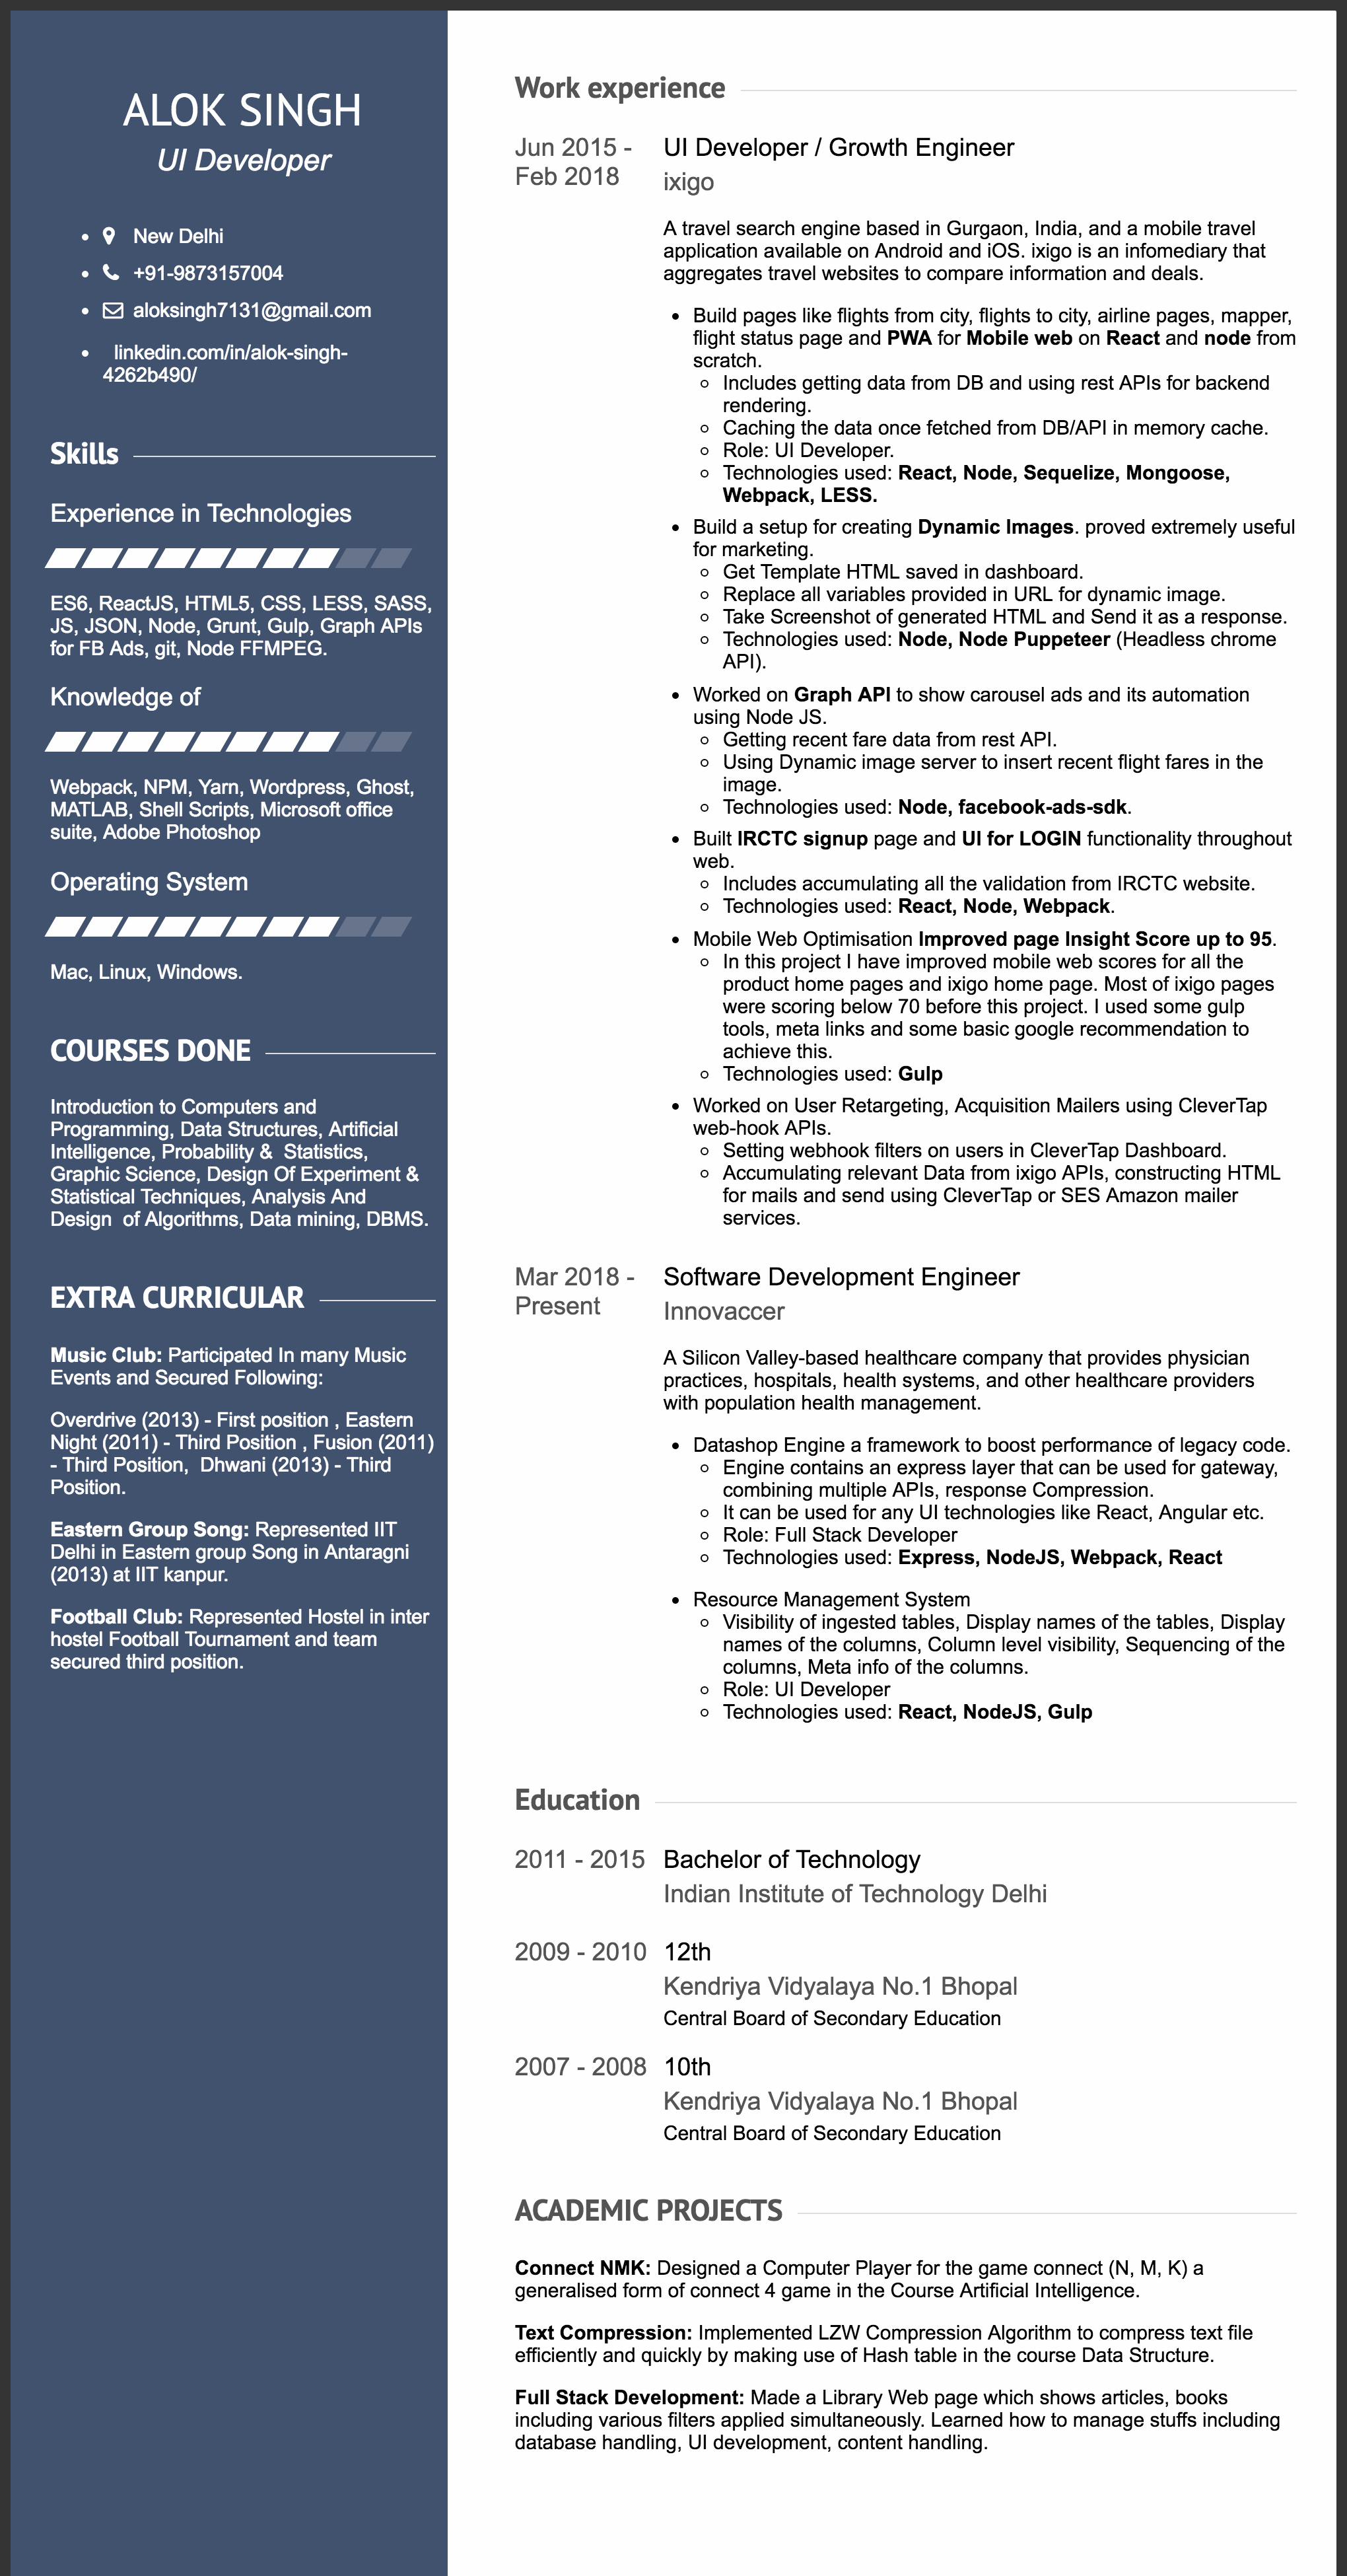 ALOK SINGH
UI Developer
New Delhi
+91-9873157004
aloksingh7131@gmail.com
linkedin.com/in/alok-singh-
4262b490/
Skills
Experience in Technologies
ES6, ReactJS, HTML5, CSS, LESS, SASS,
JS, JSON, Node, Grunt, Gulp, Graph APIs
for FB Ads, git, Node FFMPEG.
Knowledge of
Webpack, NPM, Yarn, Wordpress, Ghost,
MATLAB, Shell Scripts, Microsoft office
suite, Adobe Photoshop
Operating System
Mac, Linux, Windows.
COURSES DONE
Introduction to Computers and
Programming, Data Structures, Artificial
Intelligence, Probability &  Statistics,
Graphic Science, Design Of Experiment &
Statistical Techniques, Analysis And
Design  of Algorithms, Data mining, DBMS.
EXTRA CURRICULAR
Music Club: Participated In many Music
Events and Secured Following:
Overdrive (2013) - First position , Eastern
Night (2011) - Third Position , Fusion (2011)
- Third Position,  Dhwani (2013) - Third
Position.
Eastern Group Song: Represented IIT
Delhi in Eastern group Song in Antaragni
(2013) at IIT kanpur.
Football Club: Represented Hostel in inter
hostel Football Tournament and team
secured third position.
Work experience
Jun 2015 -
Feb 2018
UI Developer / Growth Engineer
ixigo
A travel search engine based in Gurgaon, India, and a mobile travel
application available on Android and iOS. ixigo is an infomediary that
aggregates travel websites to compare information and deals.
Build pages like flights from city, flights to city, airline pages, mapper,
flight status page and PWA for Mobile web on React and node from
scratch.
Includes getting data from DB and using rest APIs for backend
rendering.
Caching the data once fetched from DB/API in memory cache.
Role: UI Developer.
Technologies used: React, Node, Sequelize, Mongoose,
Webpack, LESS.
Build a setup for creating Dynamic Images. proved extremely useful
for marketing.
Get Template HTML saved in dashboard.
Replace all variables provided in URL for dynamic image.
Take Screenshot of generated HTML and Send it as a response.
Technologies used: Node, Node Puppeteer (Headless chrome
API).
Worked on Graph API to show carousel ads and its automation
using Node JS.
Getting recent fare data from rest API.
Using Dynamic image server to insert recent flight fares in the
image.
Technologies used: Node, facebook-ads-sdk.
Built IRCTC signup page and UI for LOGIN functionality throughout
web.
Includes accumulating all the validation from IRCTC website.
Technologies used: React, Node, Webpack.
Mobile Web Optimisation Improved page Insight Score up to 95.
In this project I have improved mobile web scores for all the
product home pages and ixigo home page. Most of ixigo pages
were scoring below 70 before this project. I used some gulp
tools, meta links and some basic google recommendation to
achieve this.
Technologies used: Gulp
Worked on User Retargeting, Acquisition Mailers using CleverTap
web-hook APIs.
Setting webhook filters on users in CleverTap Dashboard.
Accumulating relevant Data from ixigo APIs, constructing HTML
for mails and send using CleverTap or SES Amazon mailer
services.
Mar 2018 -
Present
Software Development Engineer
Innovaccer
A Silicon Valley-based healthcare company that provides physician
practices, hospitals, health systems, and other healthcare providers
with population health management.
Datashop Engine a framework to boost performance of legacy code.
Engine contains an express layer that can be used for gateway,
combining multiple APIs, response Compression.
It can be used for any UI technologies like React, Angular etc.
Role: Full Stack Developer
Technologies used: Express, NodeJS, Webpack, React
Resource Management System
Visibility of ingested tables, Display names of the tables, Display
names of the columns, Column level visibility, Sequencing of the
columns, Meta info of the columns.
Role: UI Developer
Technologies used: React, NodeJS, Gulp
Education
2011 - 2015 Bachelor of Technology
Indian Institute of Technology Delhi
2009 - 2010 12th
Kendriya Vidyalaya No.1 Bhopal
Central Board of Secondary Education
2007 - 2008 10th
Kendriya Vidyalaya No.1 Bhopal
Central Board of Secondary Education
ACADEMIC PROJECTS
Connect NMK: Designed a Computer Player for the game connect (N, M, K) a
generalised form of connect 4 game in the Course Artificial Intelligence.
Text Compression: Implemented LZW Compression Algorithm to compress text file
efficiently and quickly by making use of Hash table in the course Data Structure.
Full Stack Development: Made a Library Web page which shows articles, books
including various filters applied simultaneously. Learned how to manage stuffs including
database handling, UI development, content handling.